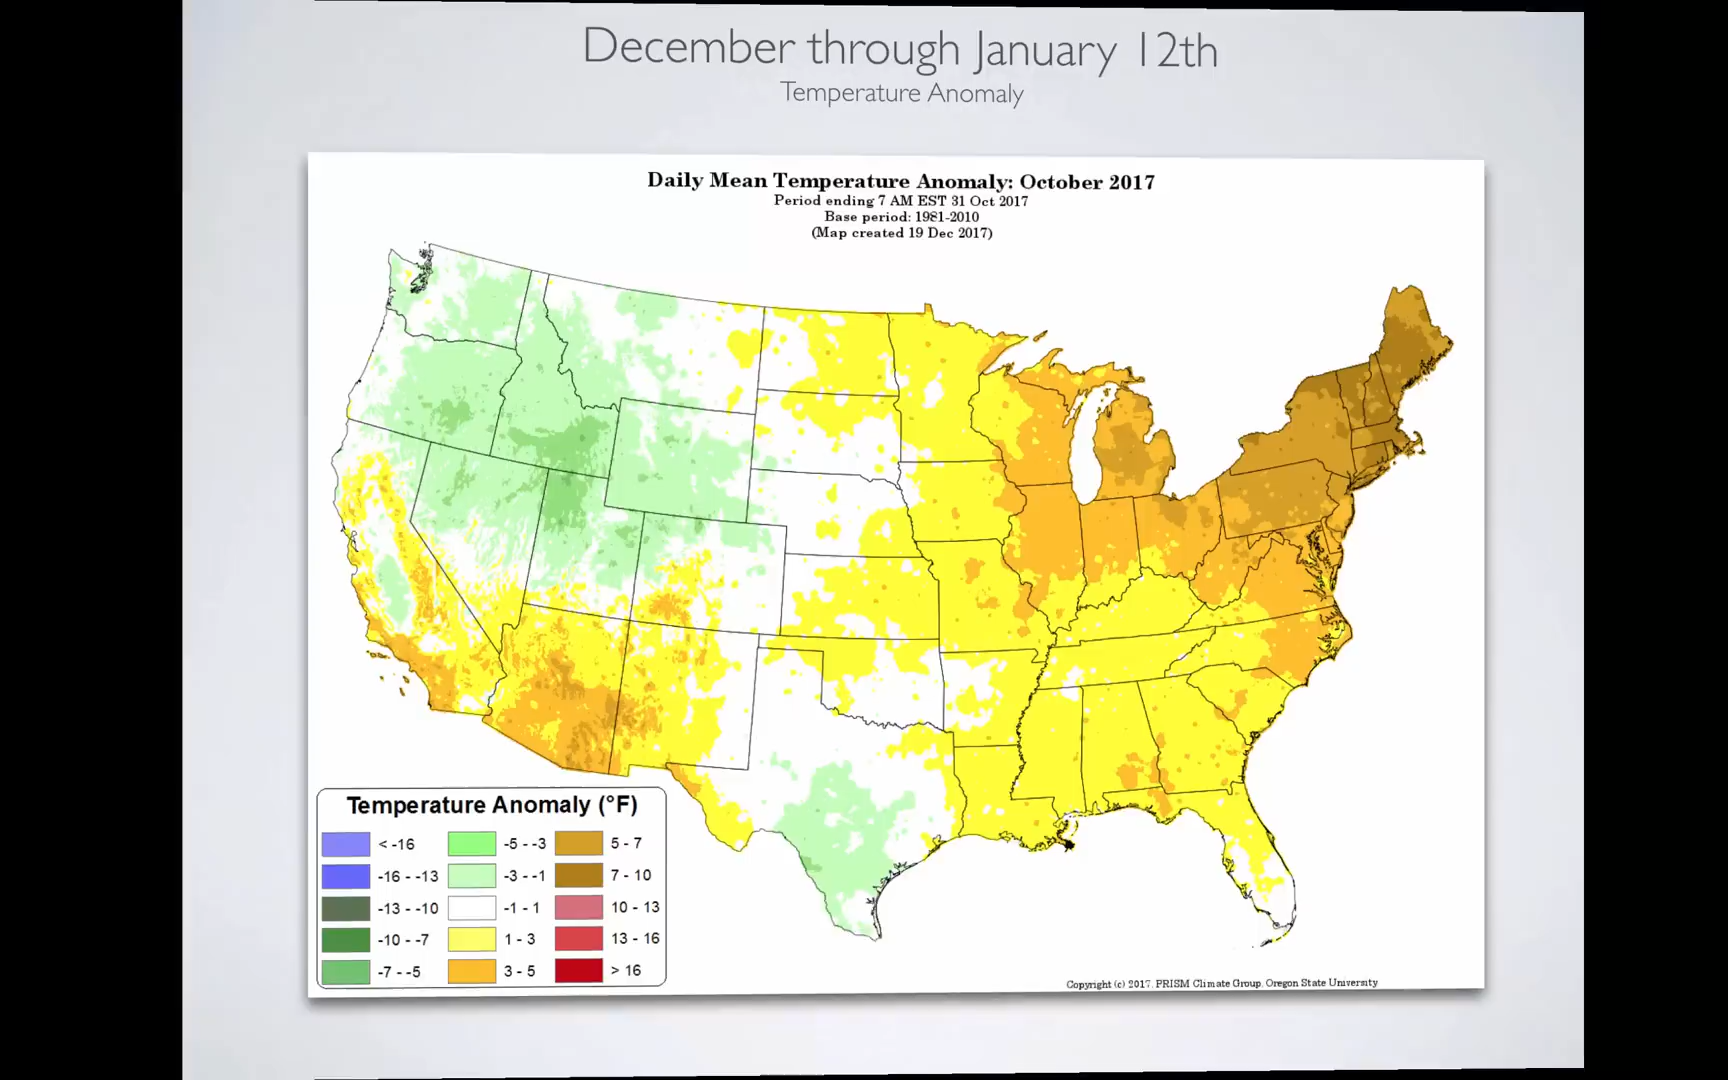 December through January 12th
Temperature Anomaly
Daily Mean Temperature Anomaly: October 2017
Period ending 7 AM EST 31 Oct 2017
Base period: 1981-2010
(Map created 19 Dec 2017)
Temperature Anomaly (°F)
< -16
-16 - -13
-13 - -10
-10 - -7
-7 - -5
-5 - -3
-3 - -1
-1 - 1
1 - 3
3 - 5
5 - 7
7 - 10
10 - 13
13 - 16
> 16
Copyright (c) 2017, PRISM Climate Group, Oregon State University